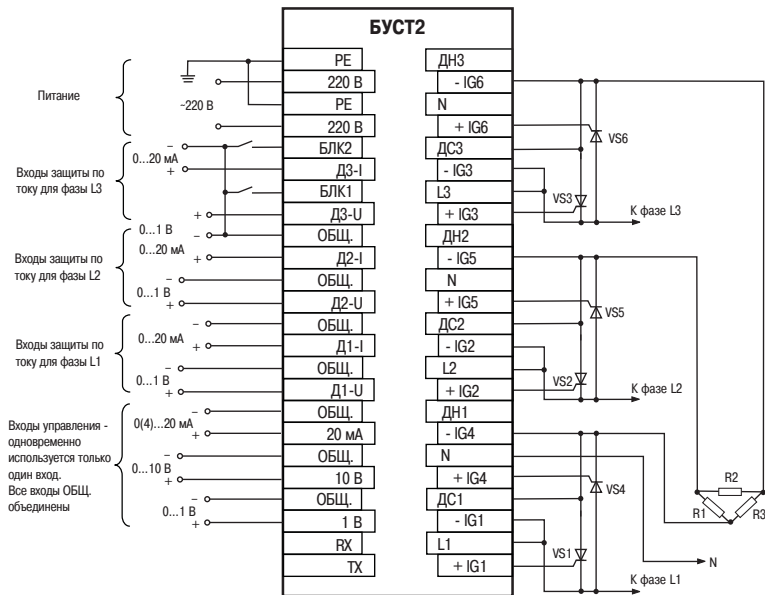 БУСТ2
Питание
~220 В
PE
220 В
PE
220 В
Входы защиты по
току для фазы L3
0...20 мА
–
+
БЛК2
Д3-I
БЛК1
+
Д3-U
Входы защиты по
току для фазы L2
0...1 В
–
0...20 мА
+
–
0...1 В
+
ОБЩ.
Д2-I
ОБЩ.
Д2-U
Входы защиты по
току для фазы L1
–
0...20 мА
+
–
0...1 В
+
ОБЩ.
Д1-I
ОБЩ.
Д1-U
Входы управления -
одновременно
используется только
один вход.
Все входы ОБЩ.
объединены
–
0(4)...20 мА
+
–
0...10 В
+
–
0...1 В
+
ОБЩ.
20 мА
ОБЩ.
10 В
ОБЩ.
1 В
RX
TX
ДН3
- IG6
N
+ IG6
ДС3
- IG3
L3
+ IG3
ДН2
- IG5
N
+ IG5
ДС2
- IG2
L2
+ IG2
ДН1
- IG4
N
+ IG4
ДС1
- IG1
L1
+ IG1
VS6
VS3
К фазе L3
VS5
VS2
К фазе L2
VS4
VS1
R2
R1
R3
N
К фазе L1